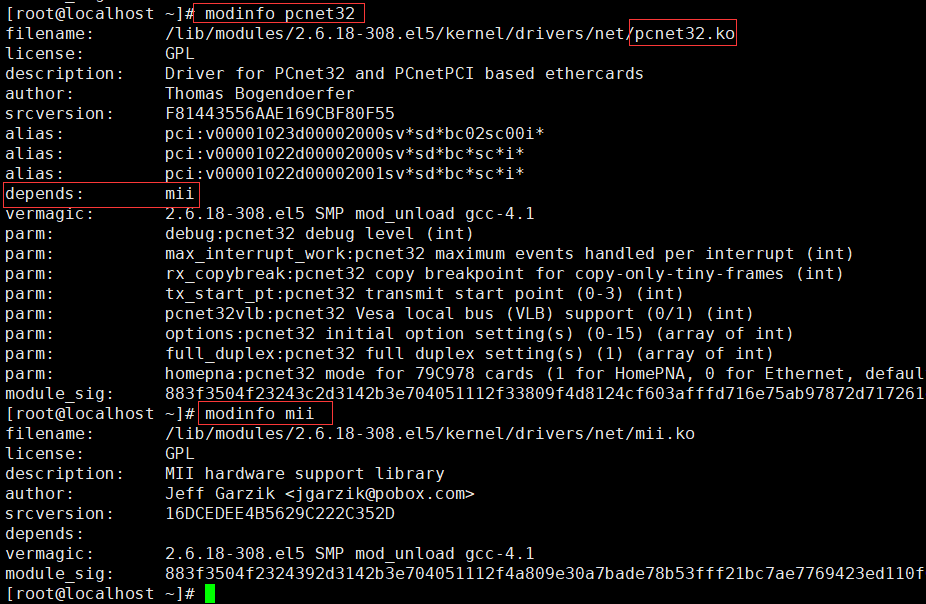 [root@localhost ~]# modinfo pcnet32
filename:       /lib/modules/2.6.18-308.el5/kernel/drivers/net/pcnet32.ko
license:        GPL
description:    Driver for PCnet32 and PCnetPCI based ethercards
author:         Thomas Bogendoerfer
srcversion:     F81443556AAE169CBF80F55
alias:          pci:v00001023d00002000sv*sd*bc02sc00i*
alias:          pci:v00001022d00002000sv*sd*bc*sc*i*
alias:          pci:v00001022d00002001sv*sd*bc*sc*i*
depends:        mii
vermagic:       2.6.18-308.el5 SMP mod_unload gcc-4.1
parm:           debug:pcnet32 debug level (int)
parm:           max_interrupt_work:pcnet32 maximum events handled per interrupt (int)
parm:           rx_copybreak:pcnet32 copy breakpoint for copy-only-tiny-frames (int)
parm:           tx_start_pt:pcnet32 transmit start point (0-3) (int)
parm:           pcnet32vlb:pcnet32 Vesa local bus (VLB) support (0/1) (int)
parm:           options:pcnet32 initial option setting(s) (0-15) (array of int)
parm:           full_duplex:pcnet32 full duplex setting(s) (1) (array of int)
parm:           homepna:pcnet32 mode for 79C978 cards (1 for HomePNA, 0 for Ethernet, defaul
module_sig:     883f3504f23243c2d3142b3e704051112f33809f4d8124cf603afffd716e75ab97872d717261
[root@localhost ~]# modinfo mii
filename:       /lib/modules/2.6.18-308.el5/kernel/drivers/net/mii.ko
license:        GPL
description:    MII hardware support library
author:         Jeff Garzik <jgarzik@pobox.com>
srcversion:     16DCEDEE4B5629C222C352D
depends:
vermagic:       2.6.18-308.el5 SMP mod_unload gcc-4.1
module_sig:     883f3504f2324392d3142b3e704051112f4a809e30a7bade78b53fff21bc7ae7769423ed110f
[root@localhost ~]#